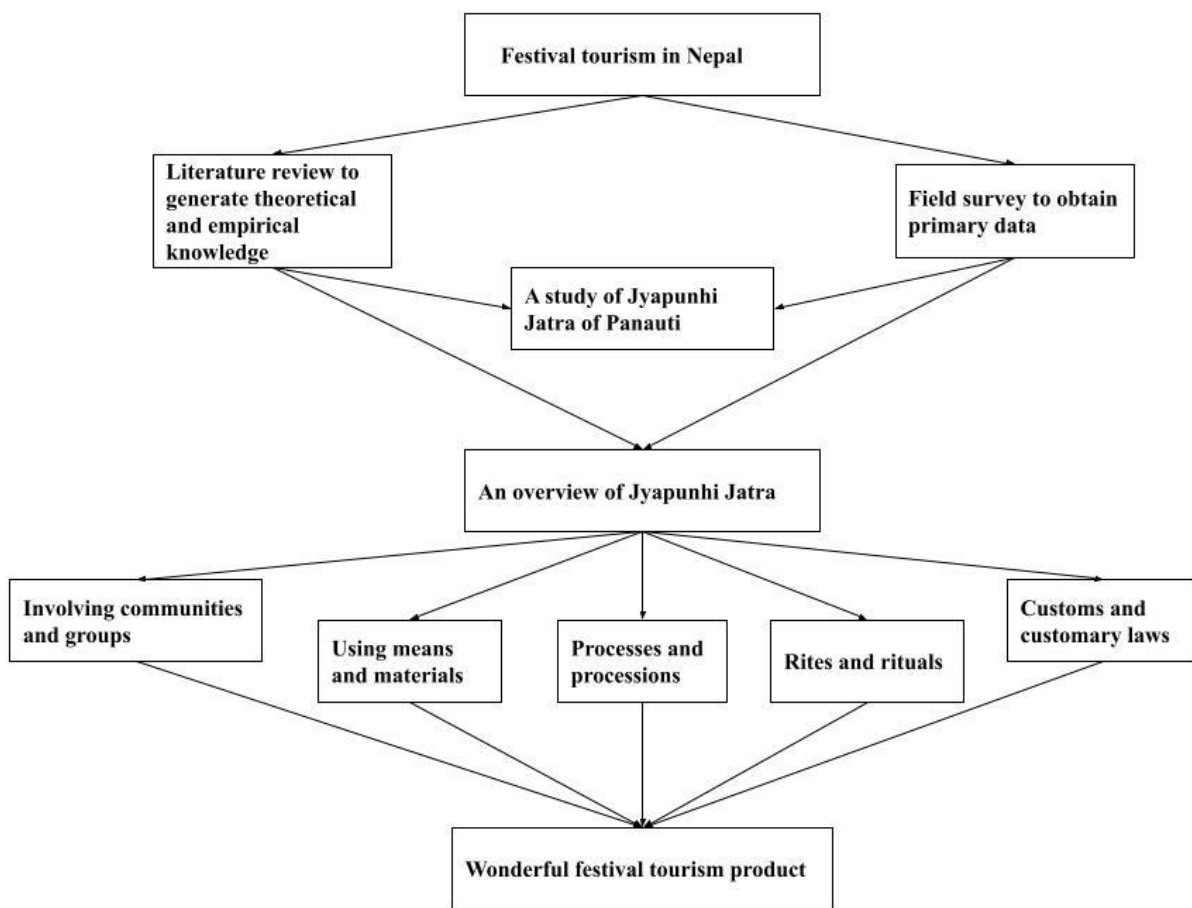 Festival tourism in Nepal
Literature review to
generate theoretical
and empirical
knowledge
Field survey to obtain
primary data
A study of Jyapunhi
Jatra of Panauti
An overview of Jyapunhi Jatra
Involving communities
and groups
Using means
and materials
Processes and
processions
Rites and rituals
Customs and
customary laws
Wonderful festival tourism product